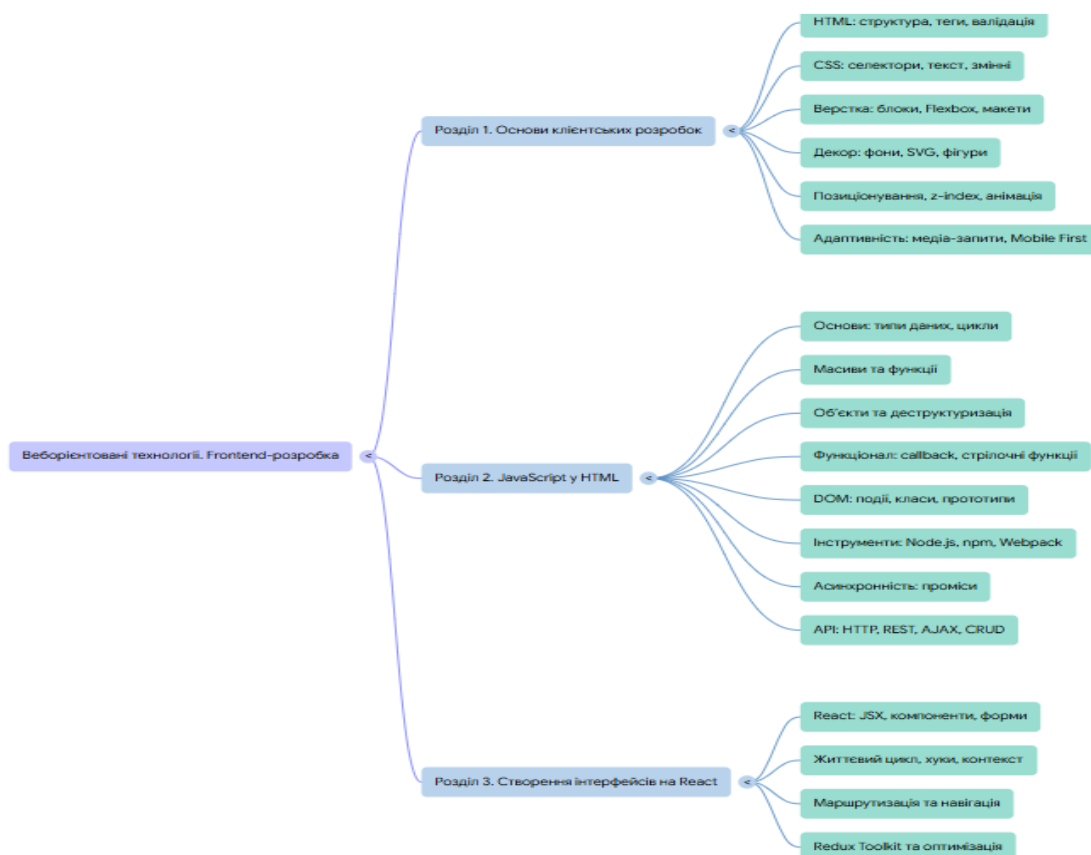 Веборієнтовані технології. Frontend-розробка
Розділ 1. Основи клієнтських розробок
HTML: структура, теги, валідація
CSS: селектори, текст, змінні
Верстка: блоки, Flexbox, макети
Декор: фони, SVG, фігури
Позиціонування, z-index, анімація
Адаптивність: медіа-запити, Mobile First
Розділ 2. JavaScript у HTML
Основи: типи даних, цикли
Масиви та функції
Об'єкти та деструктуризація
Функціонал: callback, стрілочні функції
DOM: події, класи, прототипи
Інструменти: Node.js, npm, Webpack
Асинхронність: проміси
API: HTTP, REST, AJAX, CRUD
Розділ 3. Створення інтерфейсів на React
React: JSX, компоненти, форми
Життєвий цикл, хуки, контекст
Маршрутизація та навігація
Redux Toolkit та оптимізація